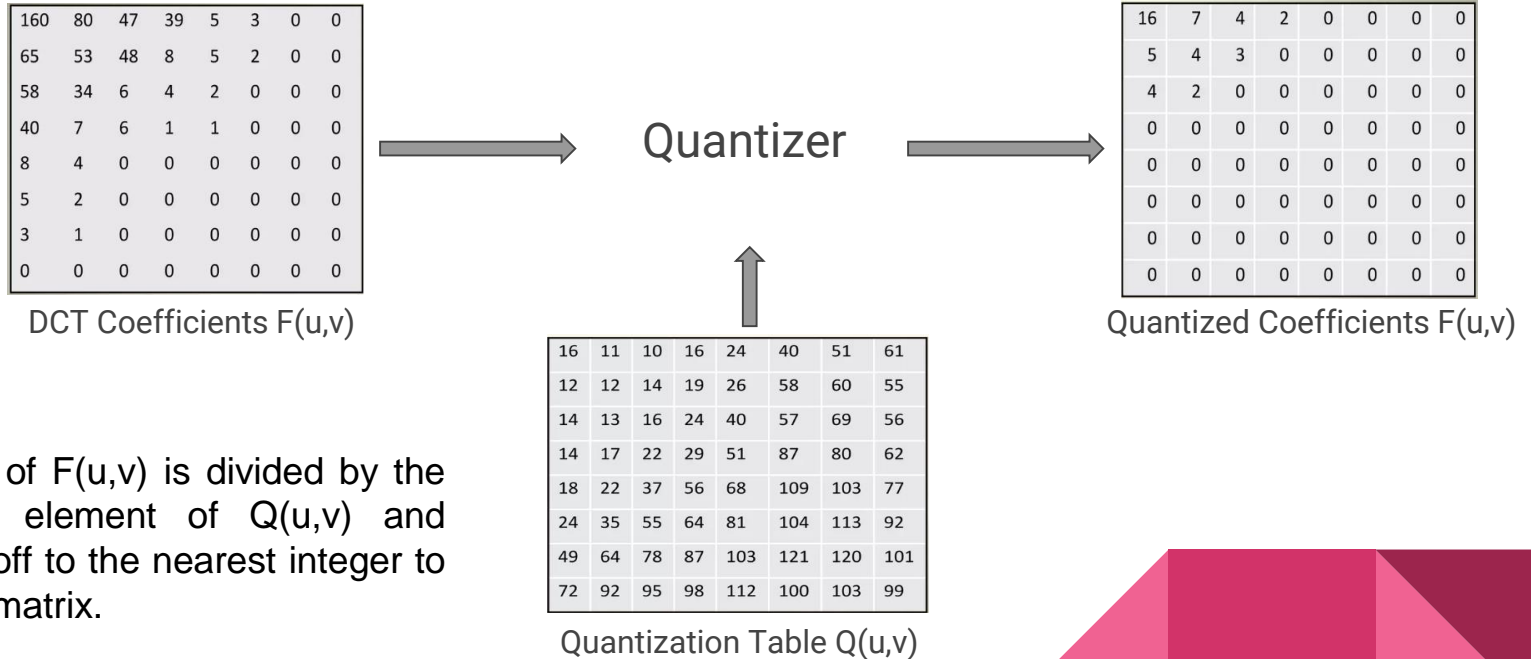 160 80 47 39 5 3 0 0
65 53 48 8 5 2 0 0
58 34 6 4 2 0 0 0
40 7 6 1 1 0 0 0
8 4 0 0 0 0 0 0
5 2 0 0 0 0 0 0
3 1 0 0 0 0 0 0
0 0 0 0 0 0 0 0
DCT Coefficients F(u,v)
Quantizer
16 7 4 2 0 0 0 0
5 4 3 0 0 0 0 0
4 2 0 0 0 0 0 0
0 0 0 0 0 0 0 0
0 0 0 0 0 0 0 0
0 0 0 0 0 0 0 0
0 0 0 0 0 0 0 0
0 0 0 0 0 0 0 0
Quantized Coefficients F(u,v)
16 11 10 16 24 40 51 61
12 12 14 19 26 58 60 55
14 13 16 24 40 57 69 56
14 17 22 29 51 87 80 62
18 22 37 56 68 109 103 77
24 35 55 64 81 104 113 92
49 64 78 87 103 121 120 101
72 92 95 98 112 100 103 99
Quantization Table Q(u,v)
of F(u,v) is divided by the
element of Q(u,v) and
off to the nearest integer to
matrix.